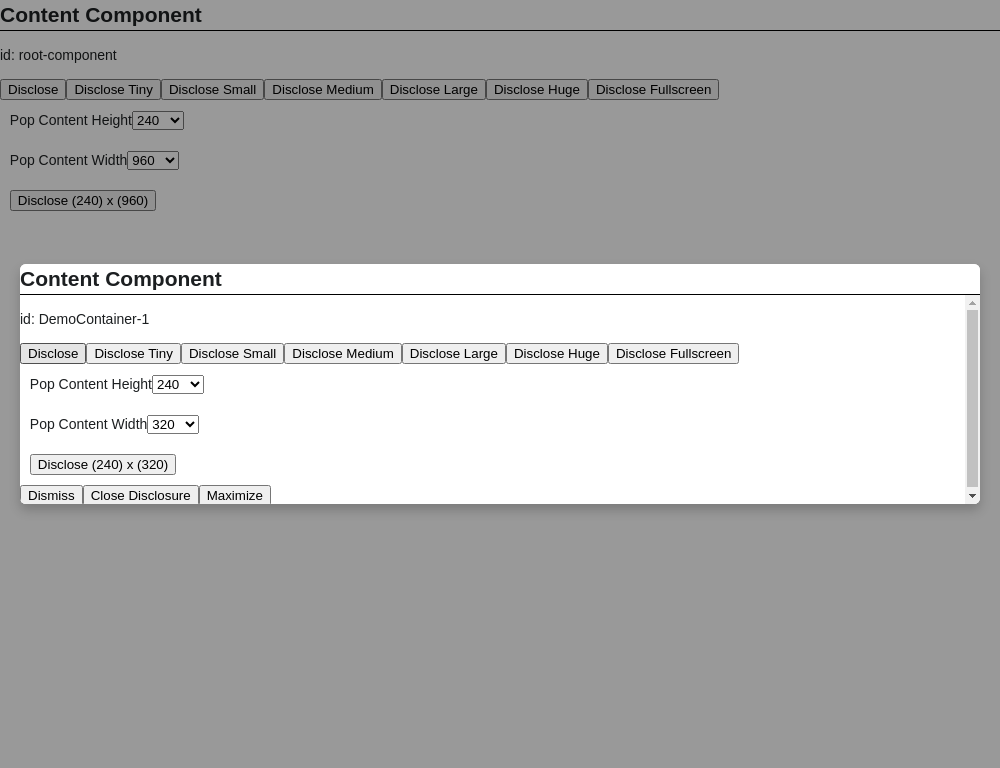 Content Component
id: root-component
Disclose Disclose Tiny Disclose Small Disclose Medium Disclose Large Disclose Huge Disclose Fullscreen
Pop Content Height 240
Pop Content Width 960
Disclose (240) x (960)
Content Component
id: DemoContainer-1
Disclose Disclose Tiny Disclose Small Disclose Medium Disclose Large Disclose Huge Disclose Fullscreen
Pop Content Height 240
Pop Content Width 320
Disclose (240) x (320)
Dismiss Close Disclosure Maximize